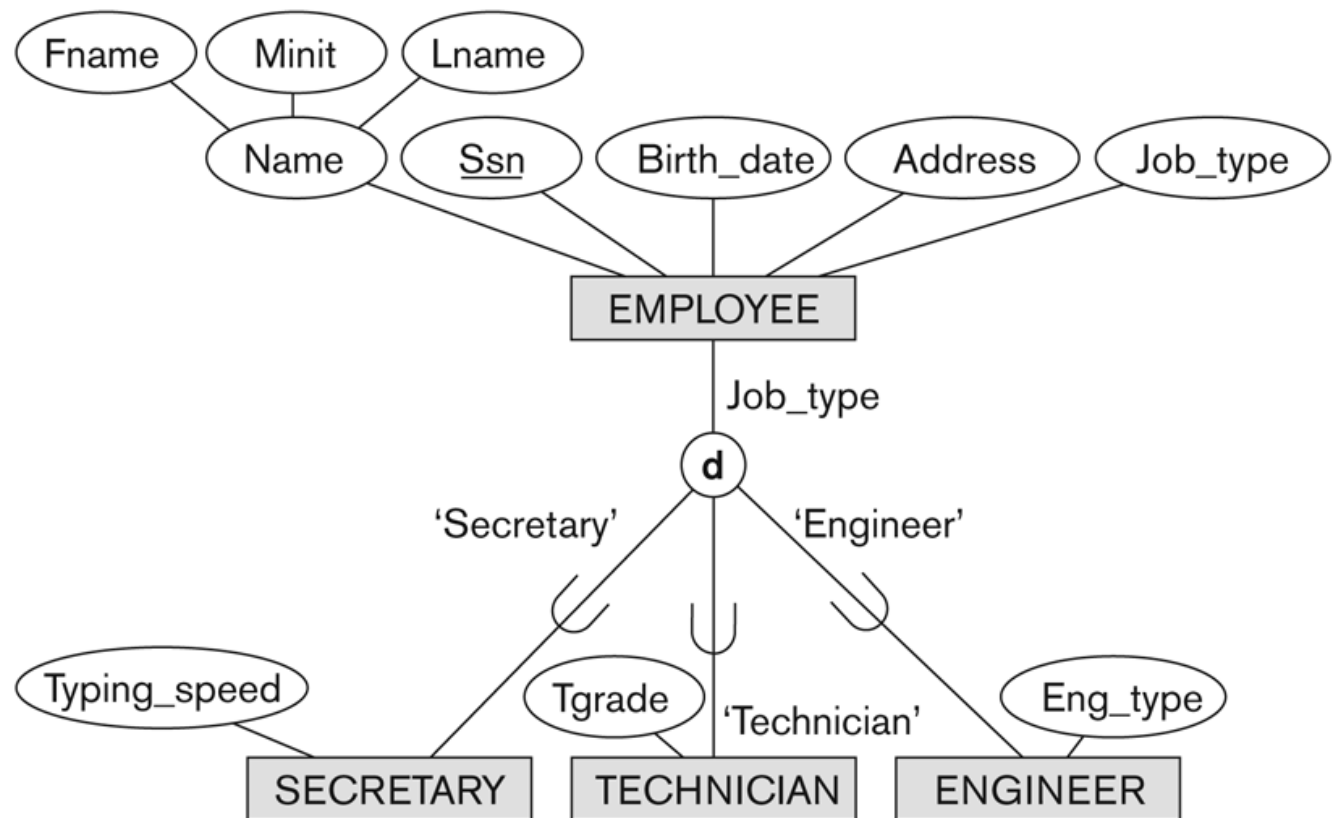 Fname Minit Lname
Name Ssn Birth_date Address Job_type
EMPLOYEE
Job_type
d
‘Secretary’ ‘Engineer’
Typing_speed Tgrade Eng_type
‘Technician’
SECRETARY TECHNICIAN ENGINEER